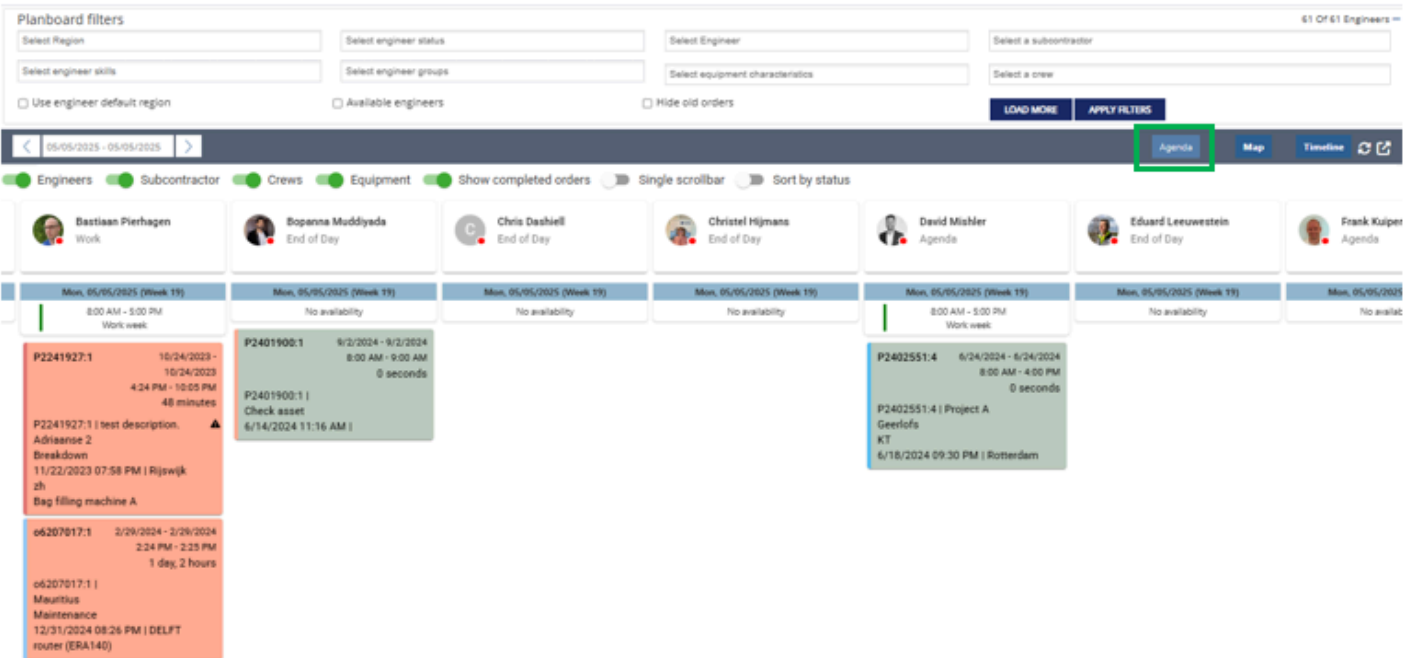 Planboard filters
61 Of 61 Engineers
Select Region
Select engineer status
Select Engineer
Select a subcontractor
Select engineer skills
Select engineer groups
Select equipment characteristics
Select a crew
Use engineer default region
Available engineers
Hide old orders
LOAD MORE
APPLY FILTERS
05/05/2025 - 05/05/2025
Agenda
Map
Timeline
Engineers
Subcontractor
Crews
Equipment
Show completed orders
Single scrollbar
Sort by status
Bastiaan Pierhagen
Work
Mon, 05/05/2025 (Week 19)
8:00 AM - 5:00 PM
Work week
P2241927:1
10/24/2023 -
10/24/2023
4:24 PM - 10:05 PM
48 minutes
P2241927:1 | test description.
Adriaanse 2
Breakdown
11/22/2023 07:58 PM | Rijswijk
zh
Bag filling machine A
o6207017:1
2/29/2024 - 2/29/2024
2:24 PM - 2:25 PM
1 day, 2 hours
o6207017:1 |
Mauritius
Maintenance
12/31/2024 08:26 PM | DELFT
router (ERA140)
Bopanna Muddiyada
End of Day
Mon, 05/05/2025 (Week 19)
No availability
P2401900:1
9/2/2024 - 9/2/2024
8:00 AM - 9:00 AM
0 seconds
P2401900:1 |
Check asset
6/14/2024 11:16 AM |
C
Chris Dashiell
End of Day
Mon, 05/05/2025 (Week 19)
No availability
Christel Hijmans
End of Day
Mon, 05/05/2025 (Week 19)
No availability
David Mishler
Agenda
Mon, 05/05/2025 (Week 19)
8:00 AM - 5:00 PM
Work week
P2402551:4
6/24/2024 - 6/24/2024
8:00 AM - 4:00 PM
0 seconds
P2402551:4 | Project A
Geerlofs
KT
6/18/2024 09:30 PM | Rotterdam
Eduard Leeuwestein
End of Day
Mon, 05/05/2025 (Week 19)
No availability
Frank Kuiper
Agenda
Mon, 05/05/2025
No availab